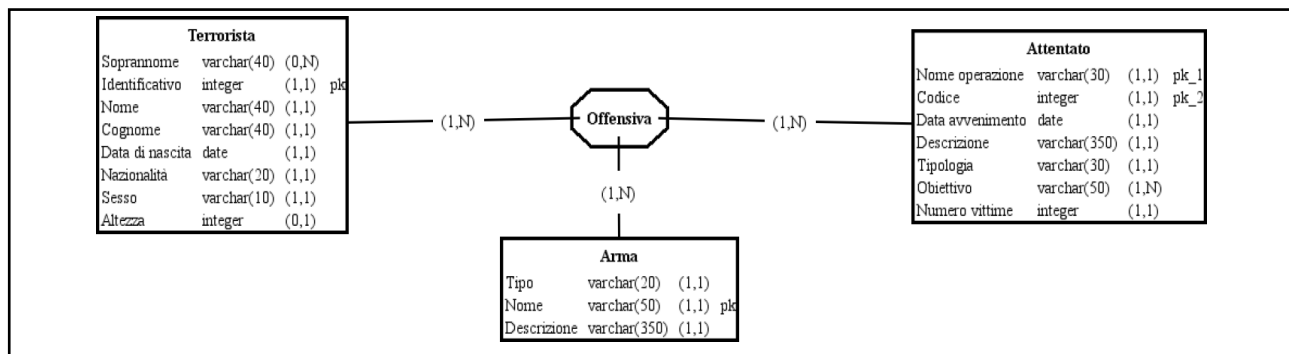 Terrorista
Soprannome varchar(40) (0,N)
Identificativo integer (1,1) pk
Nome varchar(40) (1,1)
Cognome varchar(40) (1,1)
Data di nascita date (1,1)
Nazionalità varchar(20) (1,1)
Sesso varchar(10) (1,1)
Altezza integer (0,1)
(1,N)
Offensiva
(1,N)
Attentato
Nome operazione varchar(30) (1,1) pk_1
Codice integer (1,1) pk_2
Data avvenimento date (1,1)
Descrizione varchar(350) (1,1)
Tipologia varchar(30) (1,1)
Obiettivo varchar(50) (1,N)
Numero vittime integer (1,1)
(1,N)
Arma
Tipo varchar(20) (1,1)
Nome varchar(50) (1,1) pk
Descrizione varchar(350) (1,1)